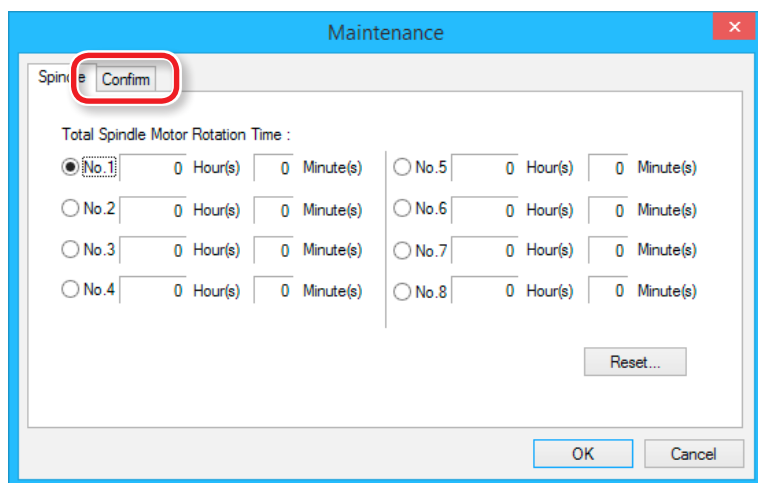 Maintenance
Spindle Confirm
Total Spindle Motor Rotation Time :
No.1 0 Hour(s) 0 Minute(s) No.5 0 Hour(s) 0 Minute(s)
No.2 0 Hour(s) 0 Minute(s) No.6 0 Hour(s) 0 Minute(s)
No.3 0 Hour(s) 0 Minute(s) No.7 0 Hour(s) 0 Minute(s)
No.4 0 Hour(s) 0 Minute(s) No.8 0 Hour(s) 0 Minute(s)
Reset...
OK Cancel